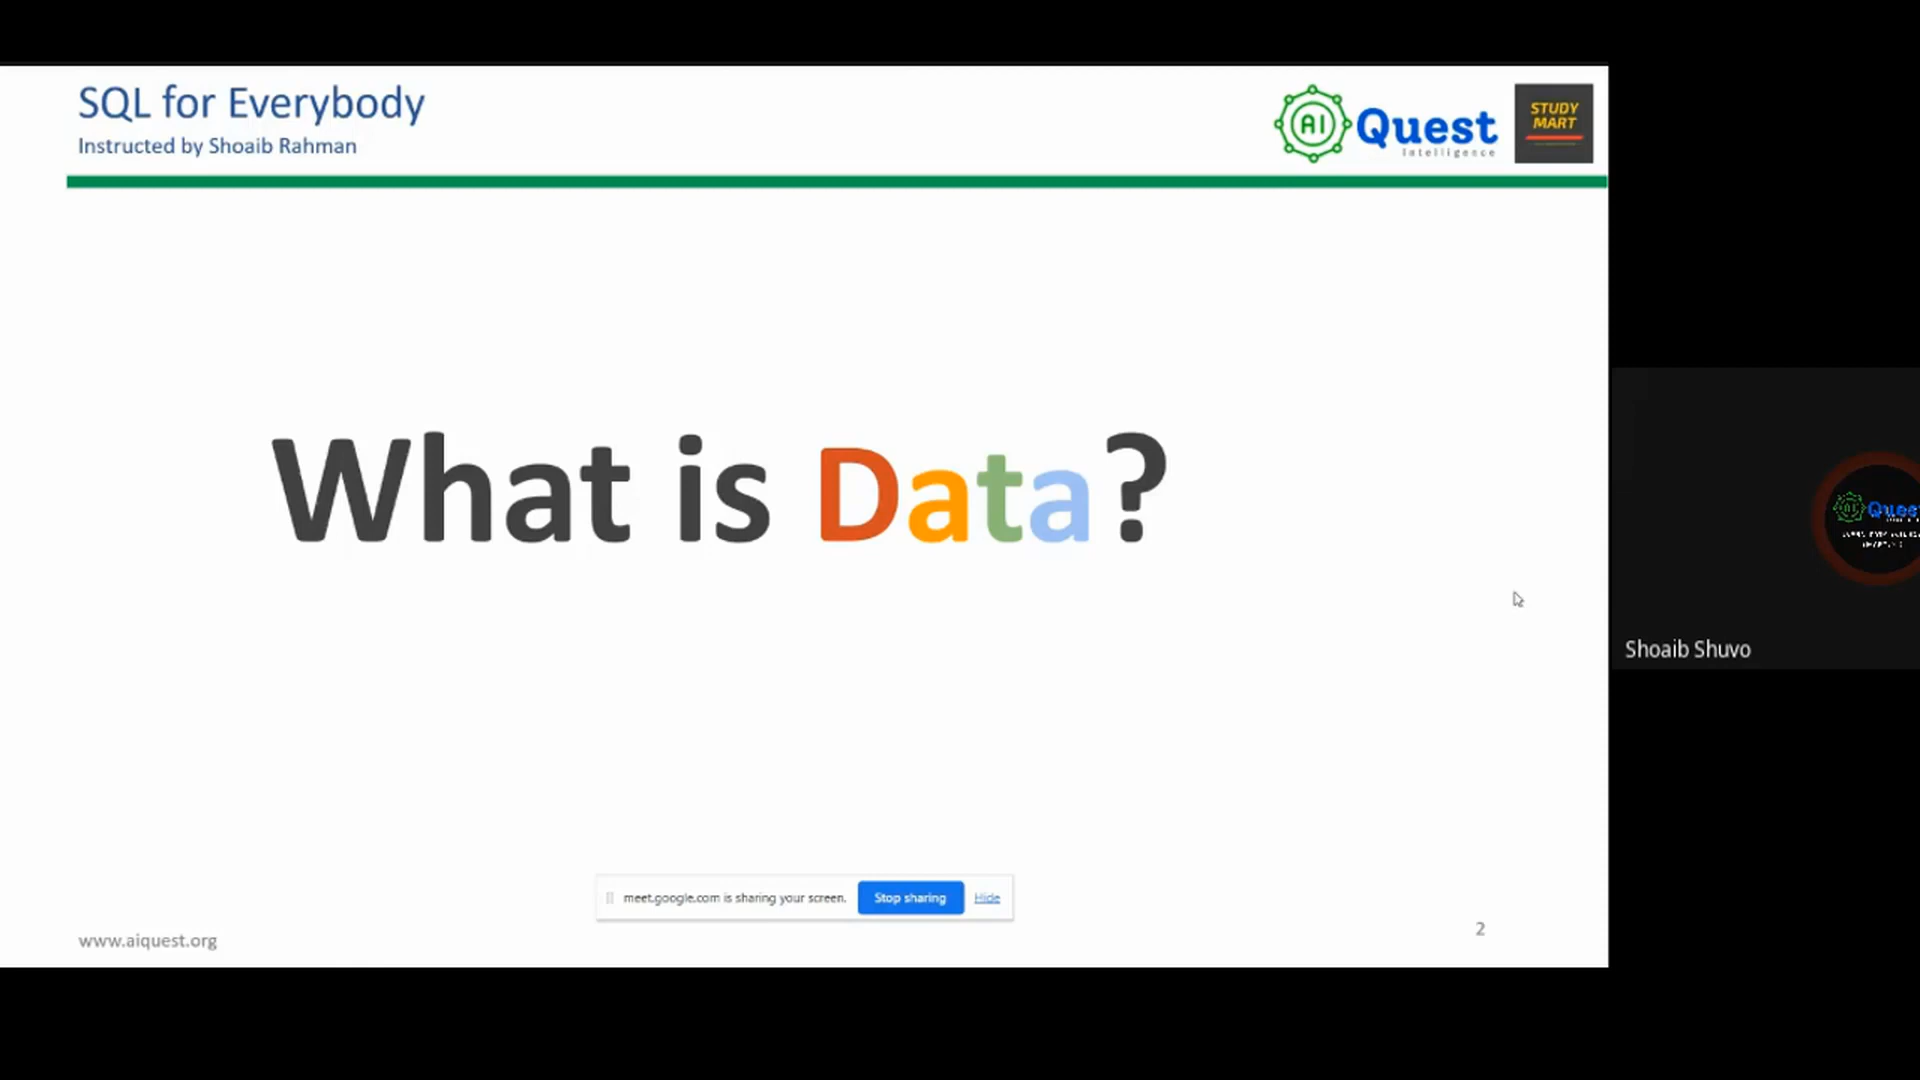 SQL for Everybody
Instructed by Shoaib Rahman
AI Quest
Intelligence
STUDY
MART
What is Data?
Shoaib Shuvo
meet.google.com is sharing your screen. Stop sharing Hide
www.aiquest.org
2